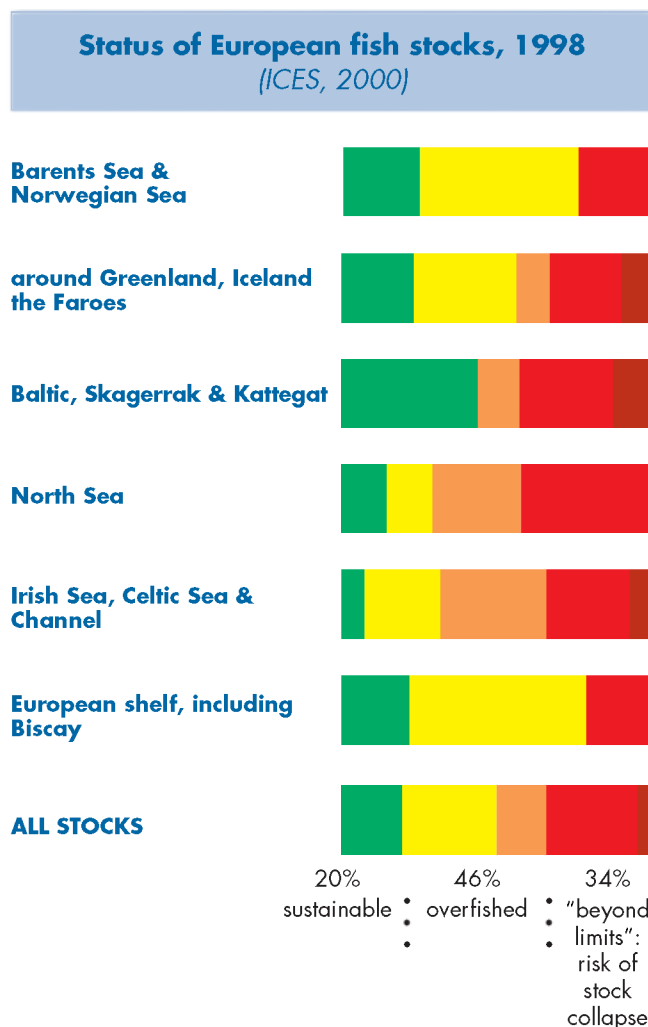 Status of European fish stocks, 1998
(ICES, 2000)
Barents Sea &
Norwegian Sea
around Greenland, Iceland
the Faroes
Baltic, Skagerrak & Kattegat
North Sea
Irish Sea, Celtic Sea &
Channel
European shelf, including
Biscay
ALL STOCKS
20%
sustainable
46%
overfished
34%
“beyond
limits”:
risk of
stock
collapse